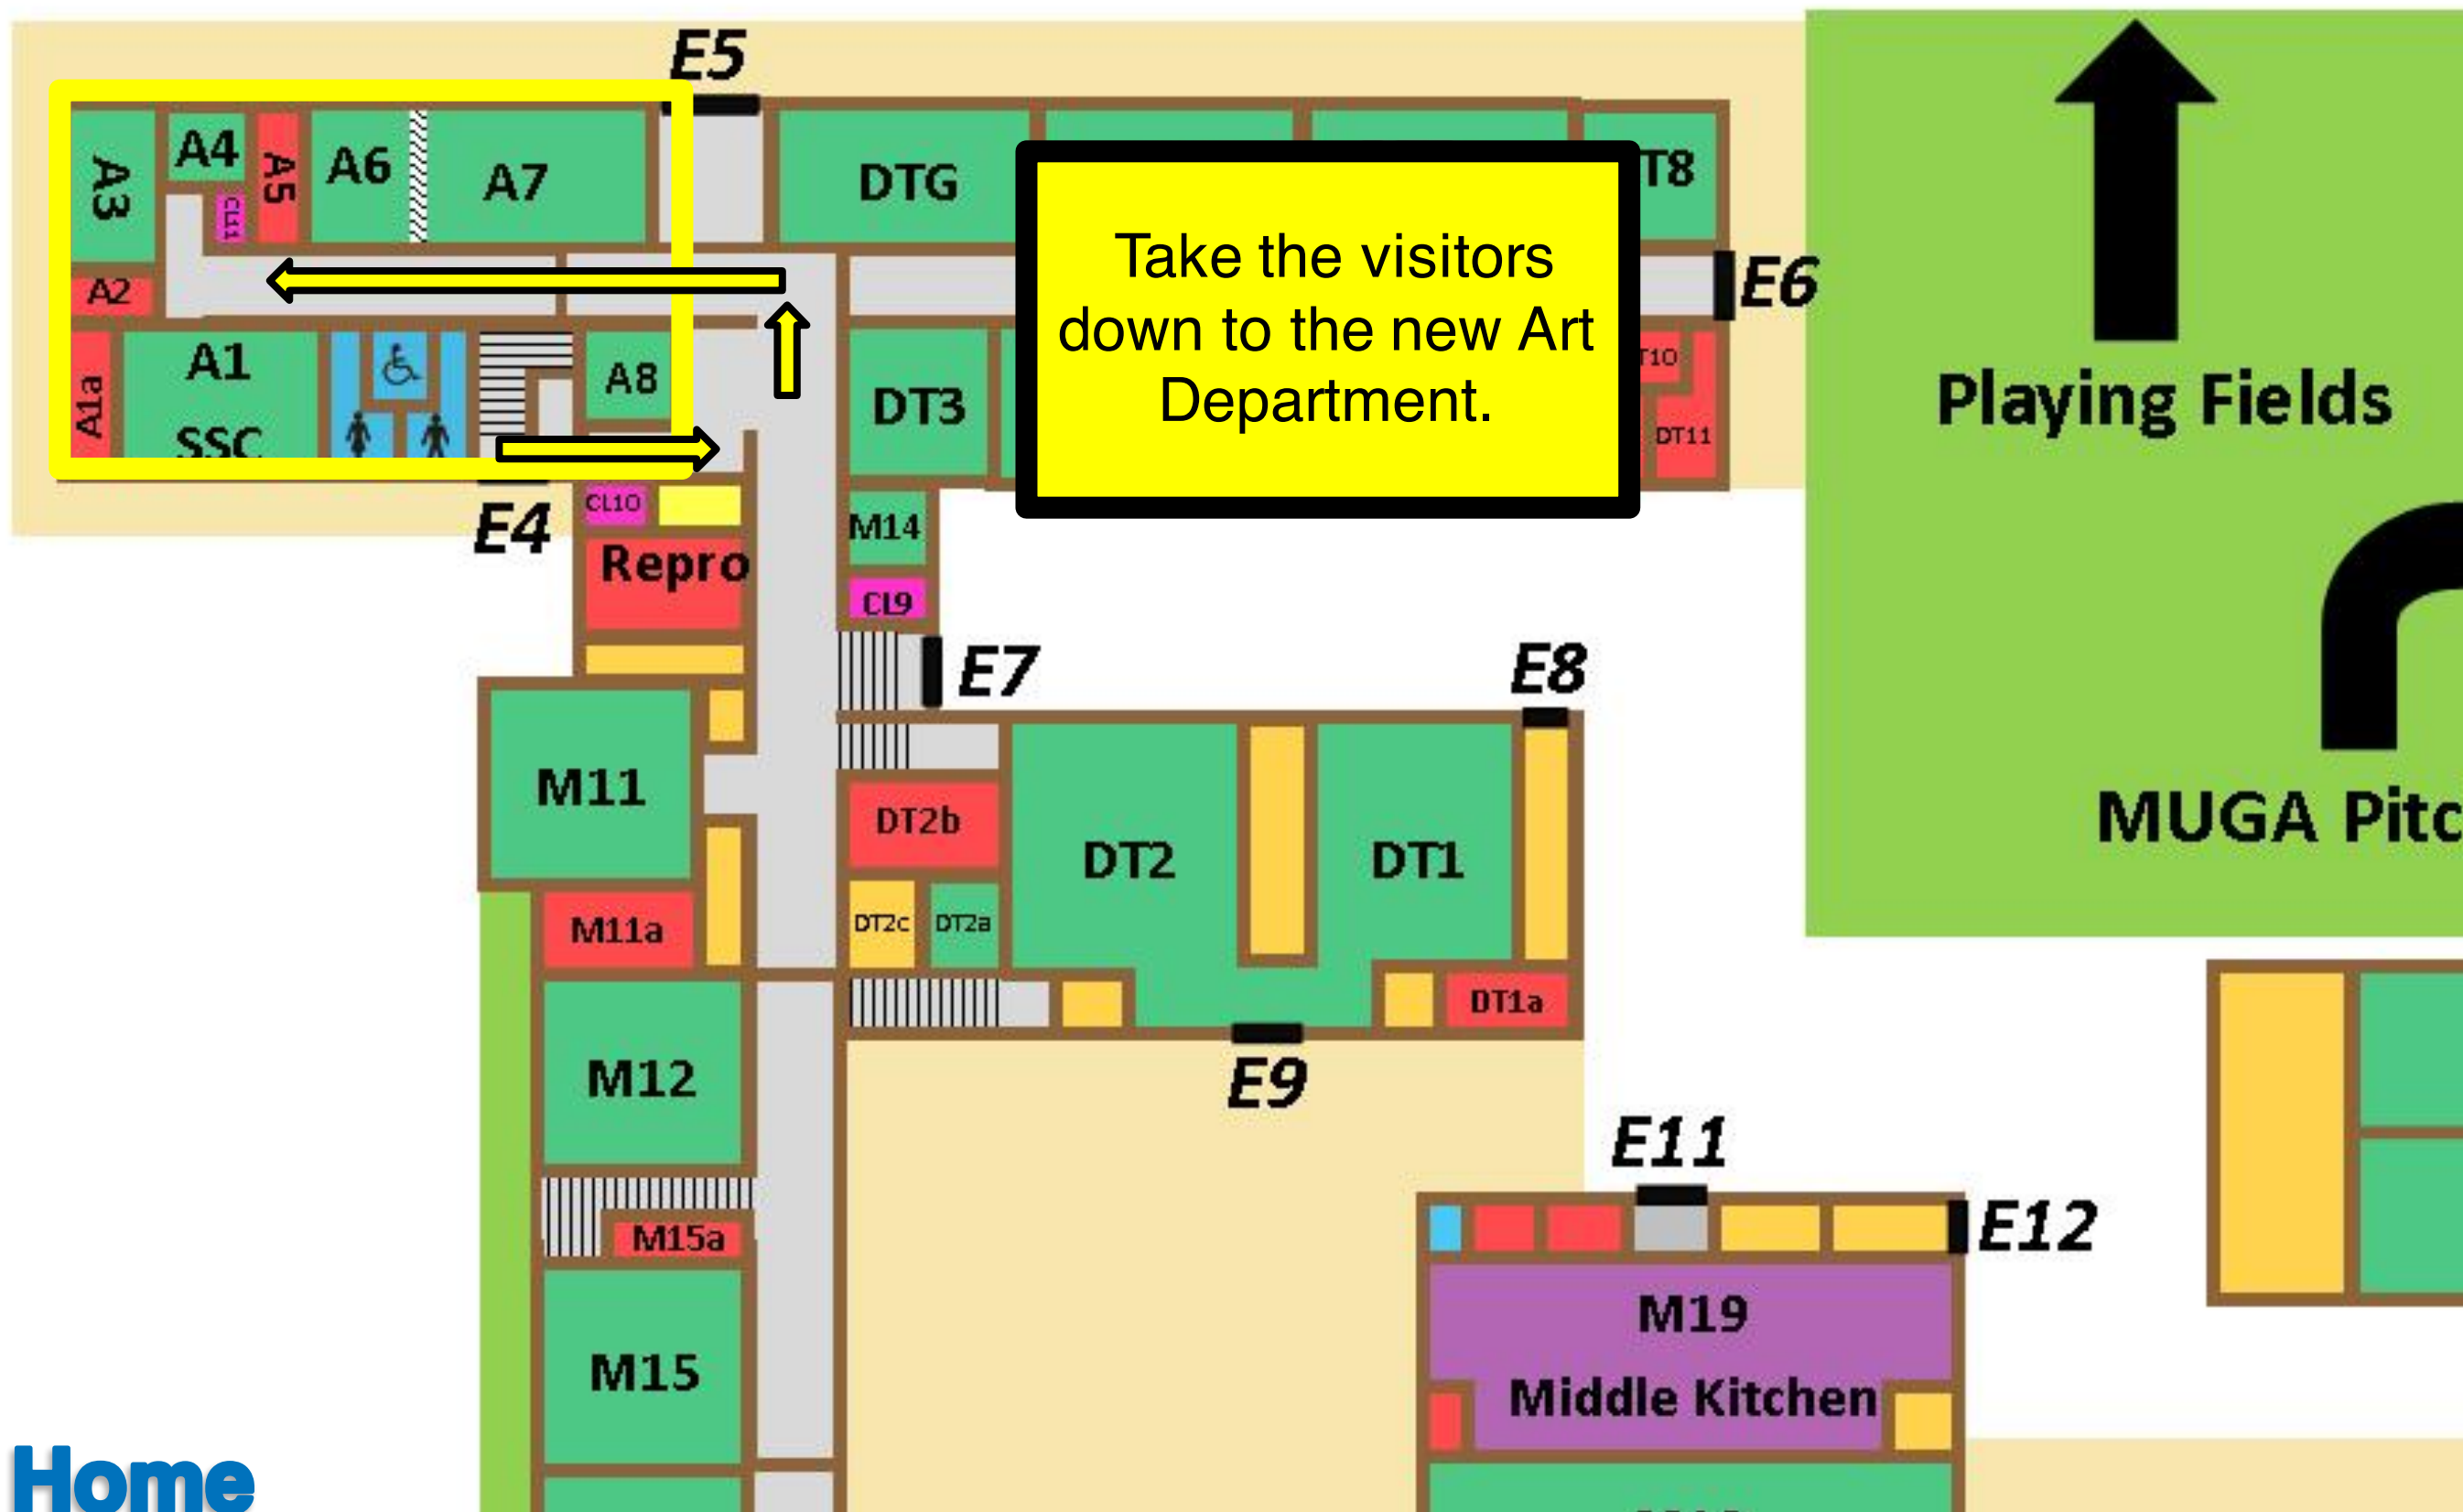 E5
A3
A4
A5
A6
A7
CL11
DTG
T8
A2
E6
A1a
A1
SSC
A8
DT3
Take the visitors
down to the new Art
Department.
T10
DT11
Playing Fields
E4
CL10
M14
Repro
CL9
E7
E8
M11
DT2b
DT2
DT1
MUGA Pitc
M11a
DT2c
DT2a
DT1a
M12
E9
E11
M15a
E12
M19
M15
Middle Kitchen
Home